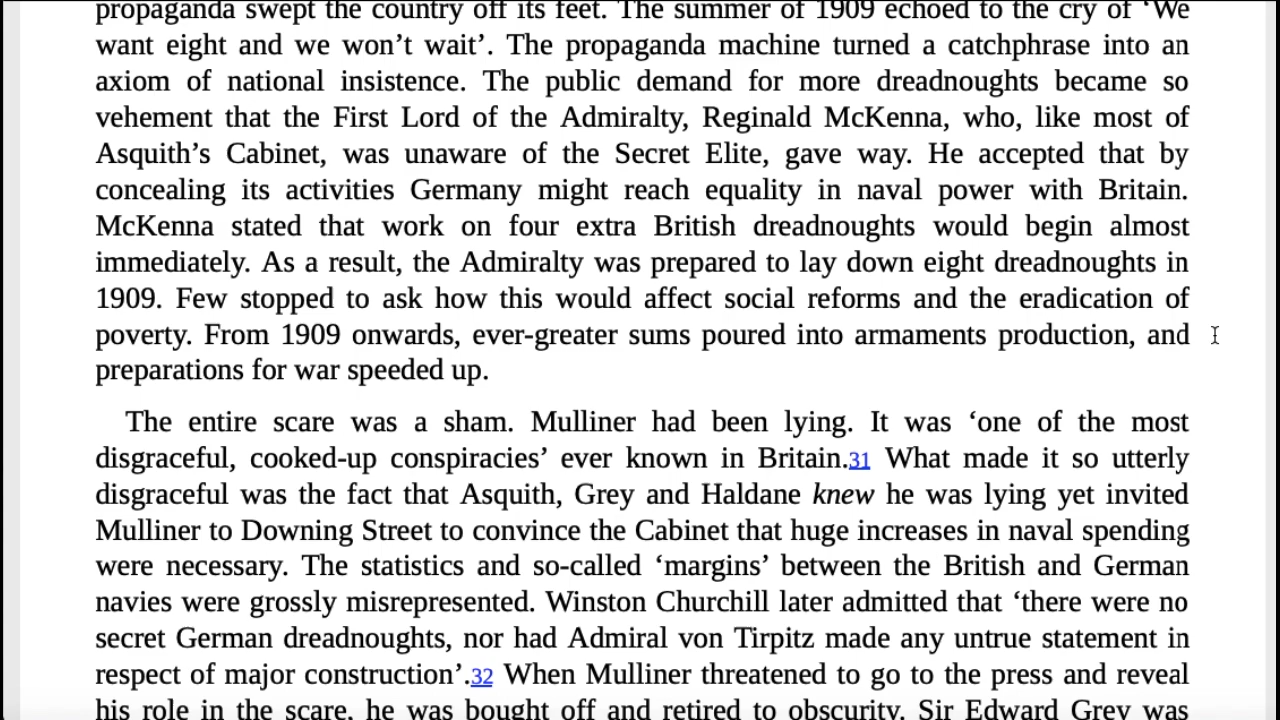 propaganda swept the country off its feet. The summer of 1909 echoed to the cry of ‘We
want eight and we won’t wait’. The propaganda machine turned a catchphrase into an
axiom of national insistence. The public demand for more dreadnoughts became so
vehement that the First Lord of the Admiralty, Reginald McKenna, who, like most of
Asquith’s Cabinet, was unaware of the Secret Elite, gave way. He accepted that by
concealing its activities Germany might reach equality in naval power with Britain.
McKenna stated that work on four extra British dreadnoughts would begin almost
immediately. As a result, the Admiralty was prepared to lay down eight dreadnoughts in
1909. Few stopped to ask how this would affect social reforms and the eradication of
poverty. From 1909 onwards, ever-greater sums poured into armaments production, and
preparations for war speeded up.
The entire scare was a sham. Mulliner had been lying. It was ‘one of the most
disgraceful, cooked-up conspiracies’ ever known in Britain.31 What made it so utterly
disgraceful was the fact that Asquith, Grey and Haldane knew he was lying yet invited
Mulliner to Downing Street to convince the Cabinet that huge increases in naval spending
were necessary. The statistics and so-called ‘margins’ between the British and German
navies were grossly misrepresented. Winston Churchill later admitted that ‘there were no
secret German dreadnoughts, nor had Admiral von Tirpitz made any untrue statement in
respect of major construction’.32 When Mulliner threatened to go to the press and reveal
his role in the scare, he was bought off and retired to obscurity. Sir Edward Grey was